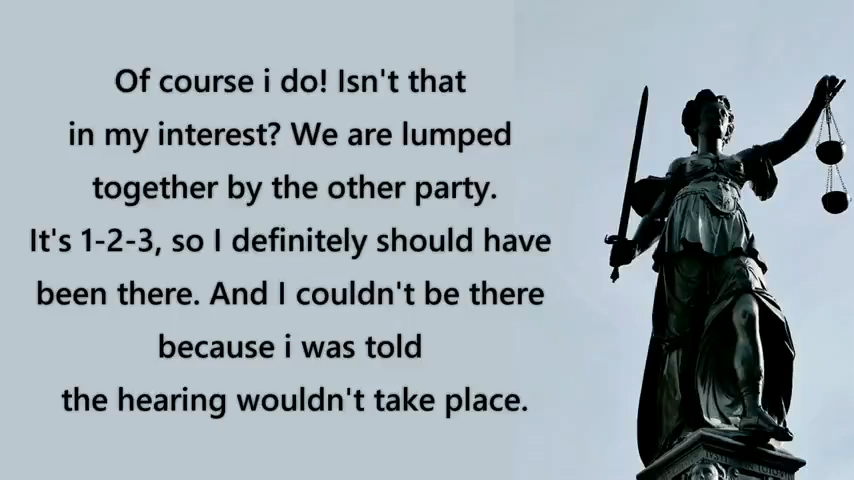 Of course i do! Isn't that
in my interest? We are lumped
together by the other party.
It's 1-2-3, so I definitely should have
been there. And I couldn't be there
because i was told
the hearing wouldn't take place.